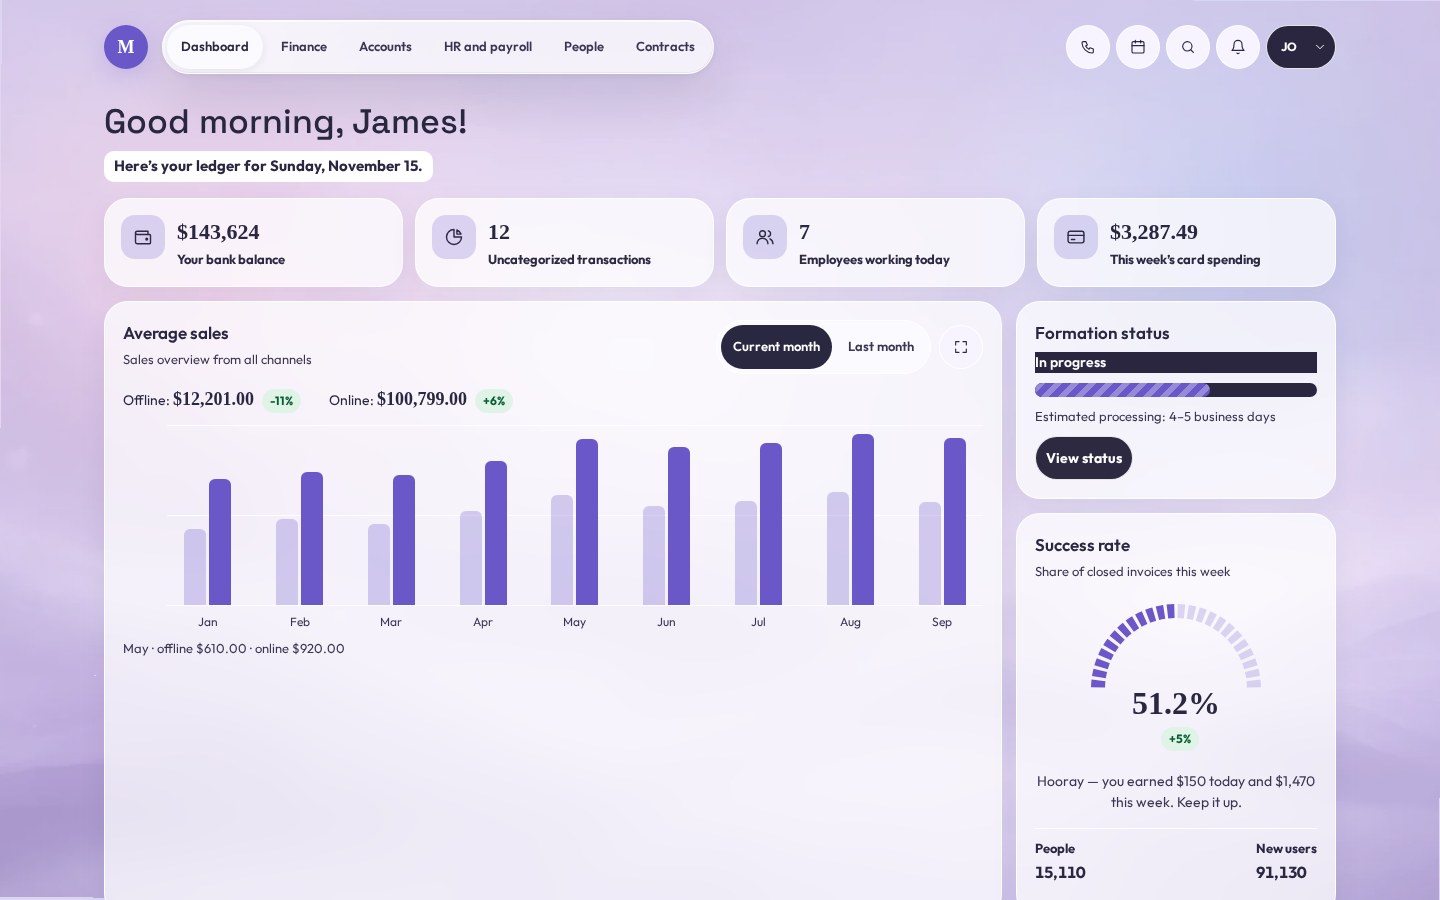 M
Dashboard
Finance
Accounts
HR and payroll
People
Contracts
JO
Good morning, James!
Here's your ledger for Sunday, November 15.
$143,624
Your bank balance
12
Uncategorized transactions
7
Employees working today
$3,287.49
This week's card spending
Average sales
Sales overview from all channels
Current month
Last month
Offline: $12,201.00 -11%
Online: $100,799.00 +6%
Jan
Feb
Mar
Apr
May
Jun
Jul
Aug
Sep
May · offline $610.00 · online $920.00
Formation status
In progress
Estimated processing: 4–5 business days
View status
Success rate
Share of closed invoices this week
51.2%
+5%
Hooray — you earned $150 today and $1,470
this week. Keep it up.
People
15,110
New users
91,130